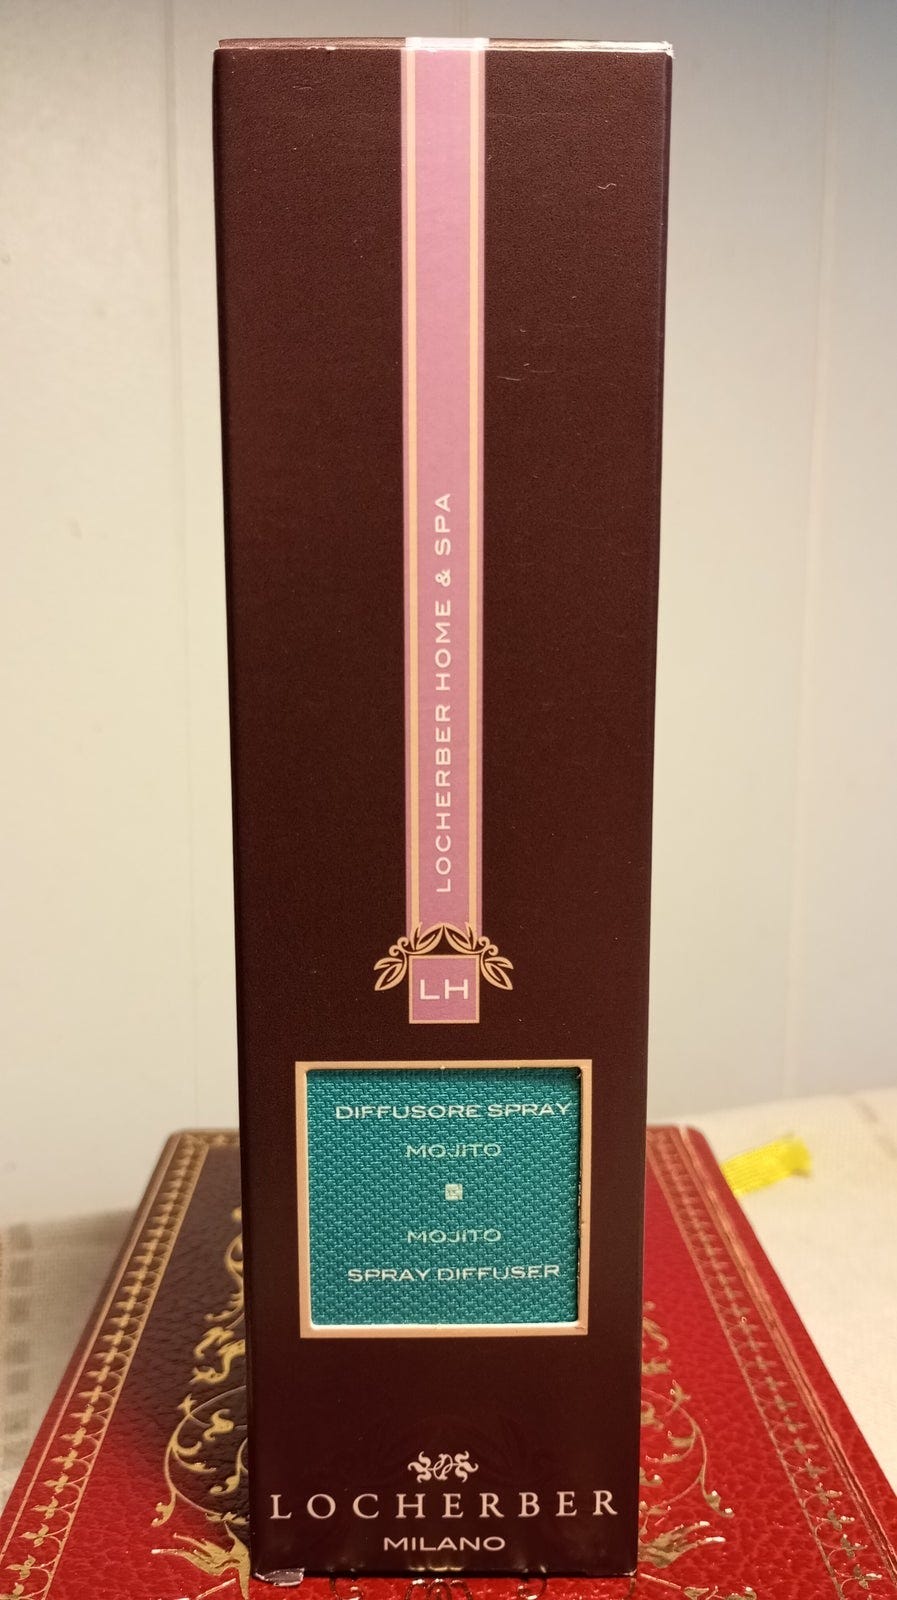 LOCHERBER HOME & SPA
LH
DIFFUSORE SPRAY
MOJITO
MOJITO
SPRAY DIFFUSER
LOCHERBER
MILANO